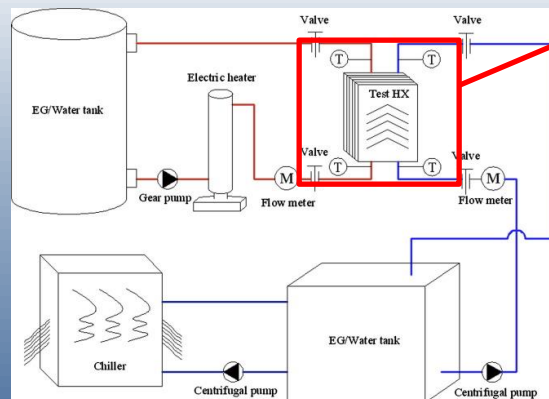 Valve
Valve
T
T
Electric heater
EG/Water tank
Test HX
Valve
Valve
T
T
M
M
Gear pump
Flow meter
Flow meter
EG/Water tank
Chiller
Centrifugal pump
Centrifugal pump